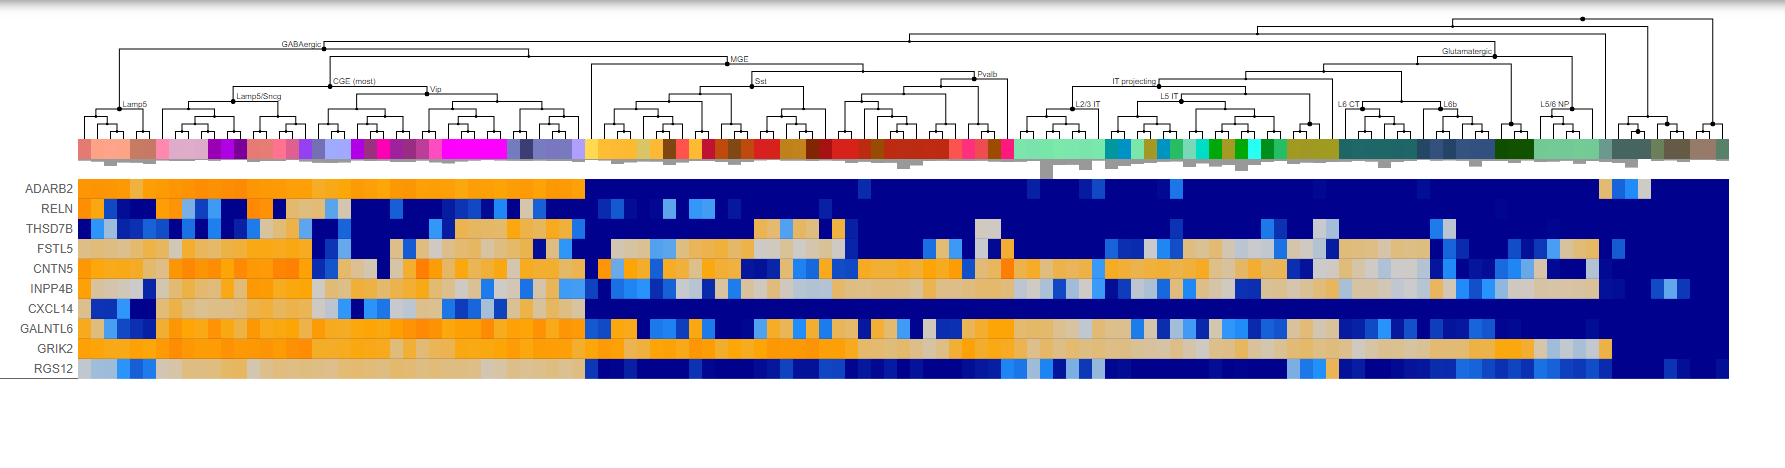 GABAergic
Glutamatergic
MGE
Sst
Pvalb
CGE (most)
IT projecting
Vip
Lamp5/Sncg
L5 IT
Lamp5
L2/3 IT
L6 CT
L6b
L5/6 NP
ADARB2
RELN
THSD7B
FSTL5
CNTN5
INPP4B
CXCL14
GALNTL6
GRIK2
RGS12